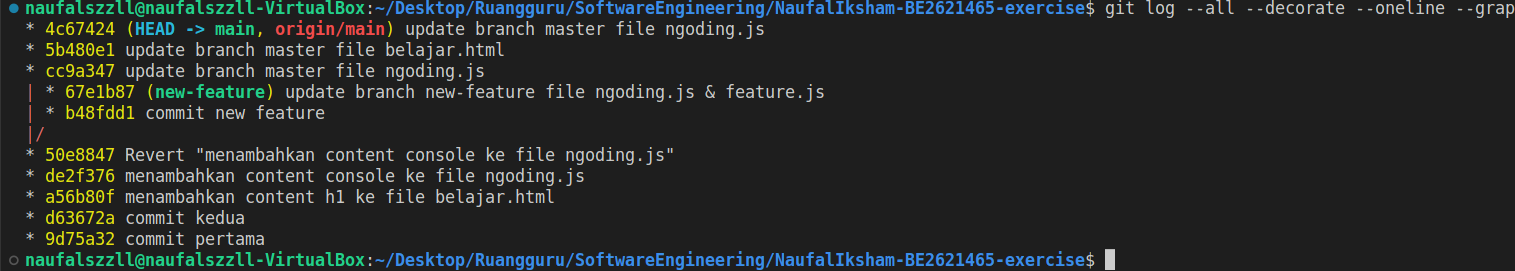 naufalszzll@naufalszzll-VirtualBox:~/Desktop/Ruangguru/SoftwareEngineering/NaufalIksham-BE2621465-exercise$ git log --all --decorate --oneline --grap
* 4c67424 (HEAD -> main, origin/main) update branch master file ngoding.js
* 5b480e1 update branch master file belajar.html
* cc9a347 update branch master file ngoding.js
| * 67e1b87 (new-feature) update branch new-feature file ngoding.js & feature.js
| * b48fdd1 commit new feature
|/
* 50e8847 Revert "menambahkan content console ke file ngoding.js"
* de2f376 menambahkan content console ke file ngoding.js
* a56b80f menambahkan content h1 ke file belajar.html
* d63672a commit kedua
* 9d75a32 commit pertama
naufalszzll@naufalszzll-VirtualBox:~/Desktop/Ruangguru/SoftwareEngineering/NaufalIksham-BE2621465-exercise$